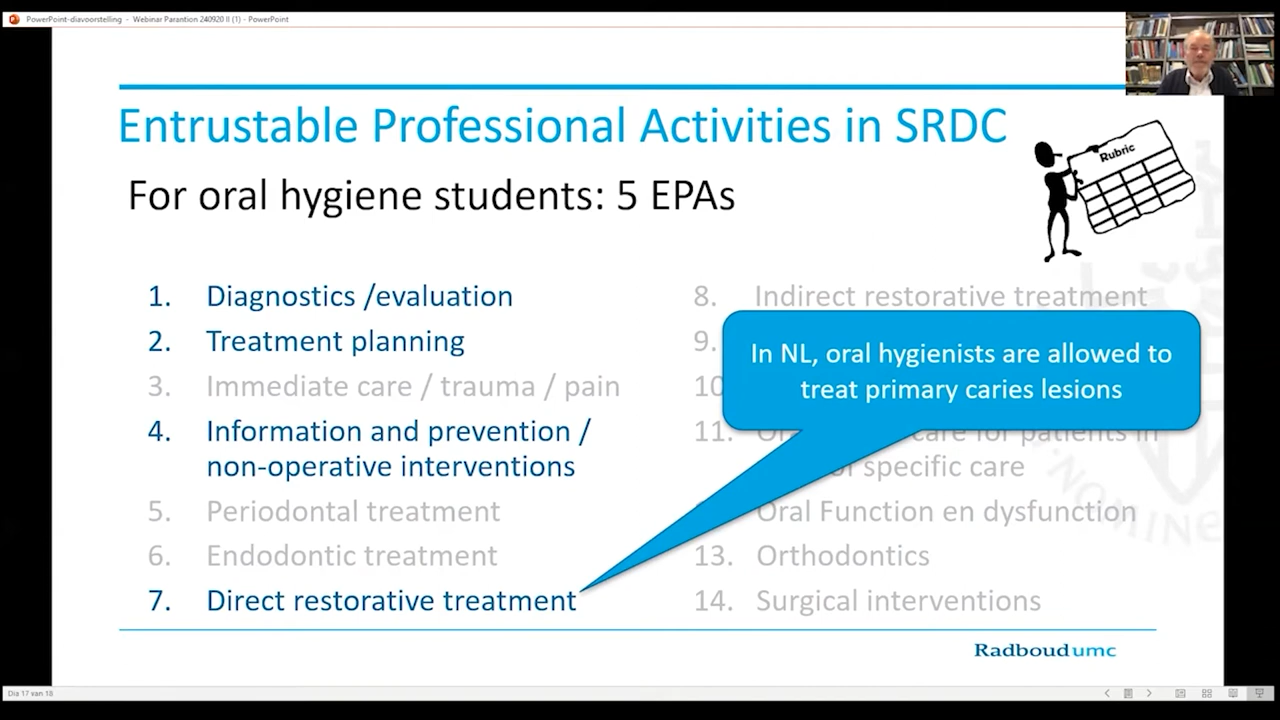 PowerPoint-diavoorstelling - Webinar Parantion 240920 II (1) - PowerPoint
Entrustable Professional Activities in SRDC
Rubric
For oral hygiene students: 5 EPAs
1. Diagnostics /evaluation
2. Treatment planning
3. Immediate care / trauma / pain
4. Information and prevention /
non-operative interventions
5. Periodontal treatment
6. Endodontic treatment
7. Direct restorative treatment
8. Indirect restorative treatment
9.
10
11. care for patients in
specific care
Oral Function en dysfunction
13. Orthodontics
14. Surgical interventions
In NL, oral hygienists are allowed to
treat primary caries lesions
Radboudumc
Dia 17 van 18